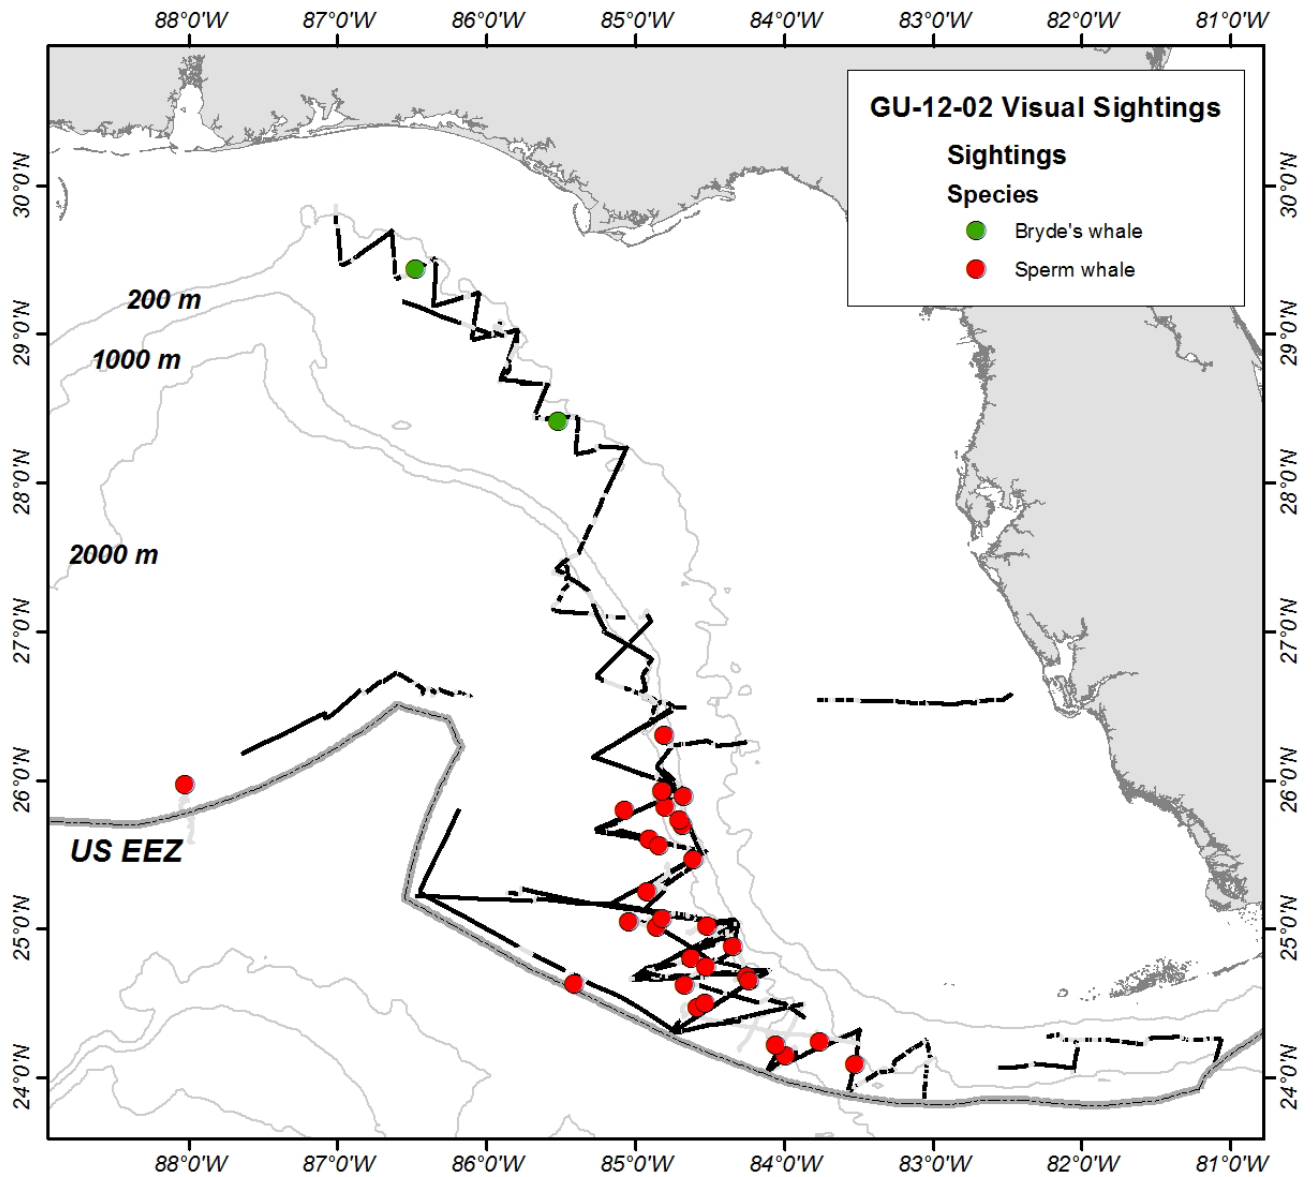 88°0'W 87°0'W 86°0'W 85°0'W 84°0'W 83°0'W 82°0'W 81°0'W
GU-12-02 Visual Sightings
Sightings
Species
Bryde's whale
Sperm whale
30°0'N 30°0'N
200 m
29°0'N 29°0'N
1000 m
28°0'N 28°0'N
2000 m
27°0'N 27°0'N
26°0'N 26°0'N
US EEZ
25°0'N 25°0'N
24°0'N 24°0'N
88°0'W 87°0'W 86°0'W 85°0'W 84°0'W 83°0'W 82°0'W 81°0'W